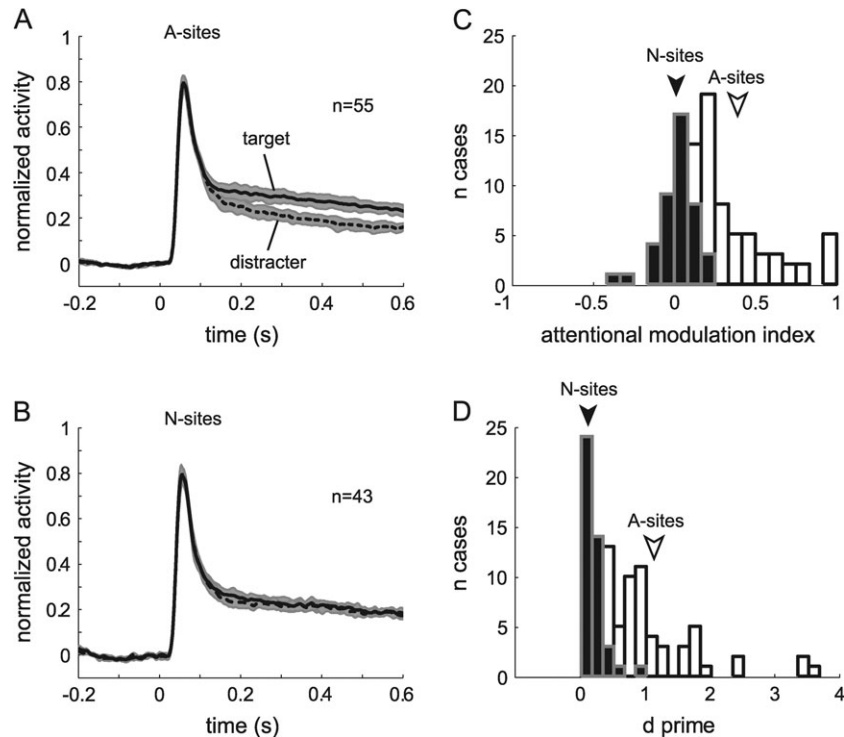 A
A-sites
1
0.8
0.6
0.4
0.2
0
normalized activity
n=55
target
distracter
-0.2
0
0.2
0.4
0.6
time (s)
B
N-sites
1
0.8
0.6
0.4
0.2
0
normalized activity
n=43
-0.2
0
0.2
0.4
0.6
time (s)
C
25
20
15
10
5
0
n cases
N-sites
A-sites
-1
-0.5
0
0.5
1
attentional modulation index
D
N-sites
25
20
15
10
5
0
n cases
A-sites
0
1
2
3
4
d prime